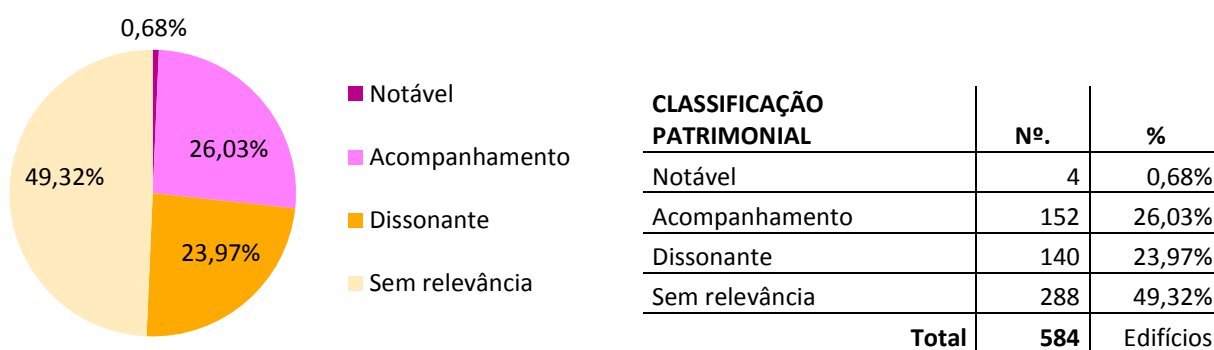 0,68%
26,03%
49,32%
23,97%
Notável
Acompanhamento
Dissonante
Sem relevância
CLASSIFICAÇÃO
PATRIMONIAL Nº. %
Notável 4 0,68%
Acompanhamento 152 26,03%
Dissonante 140 23,97%
Sem relevância 288 49,32%
Total 584 Edifícios